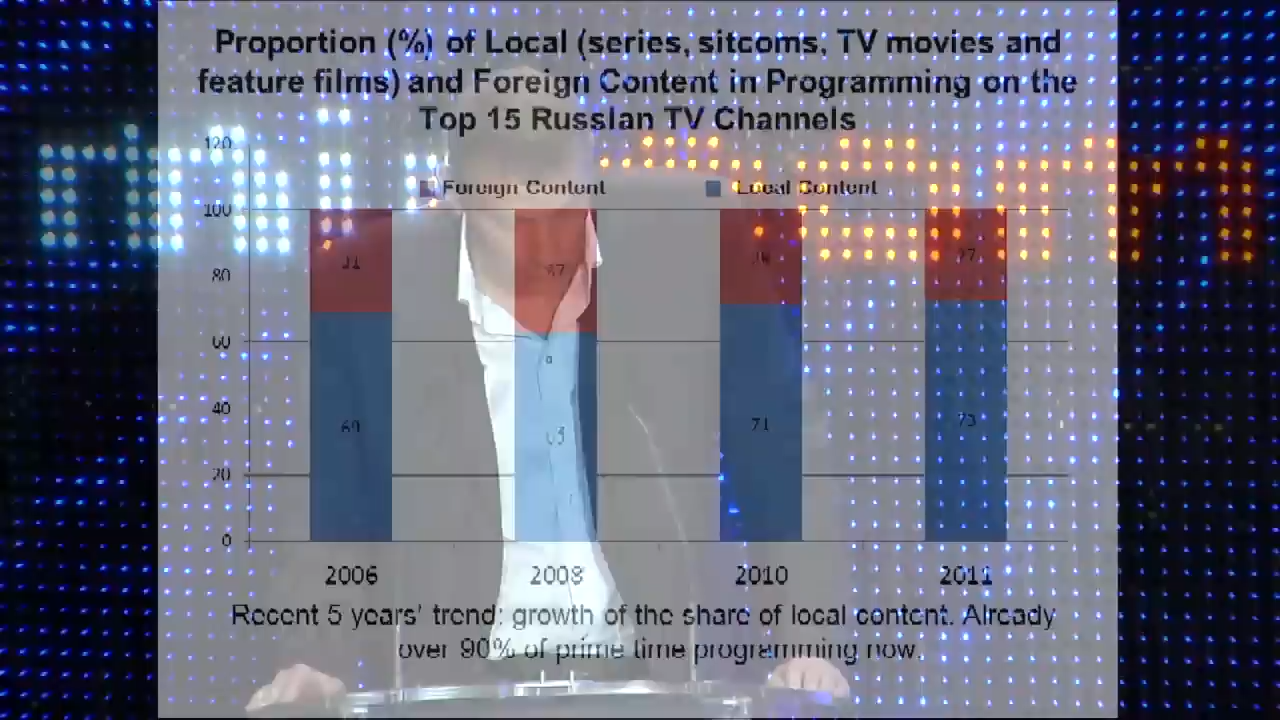 Proportion (%) of Local (series, sitcoms, TV movies and
feature films) and Foreign Content in Programming on the
Top 15 Russian TV Channels
120
Foreign Content
Local Content
100
80
60
40
20
0
31
37
27
69
63
71
73
2006
2008
2010
2011
Recent 5 years' trend: growth of the share of local content. Already
over 90% of prime time programming now.